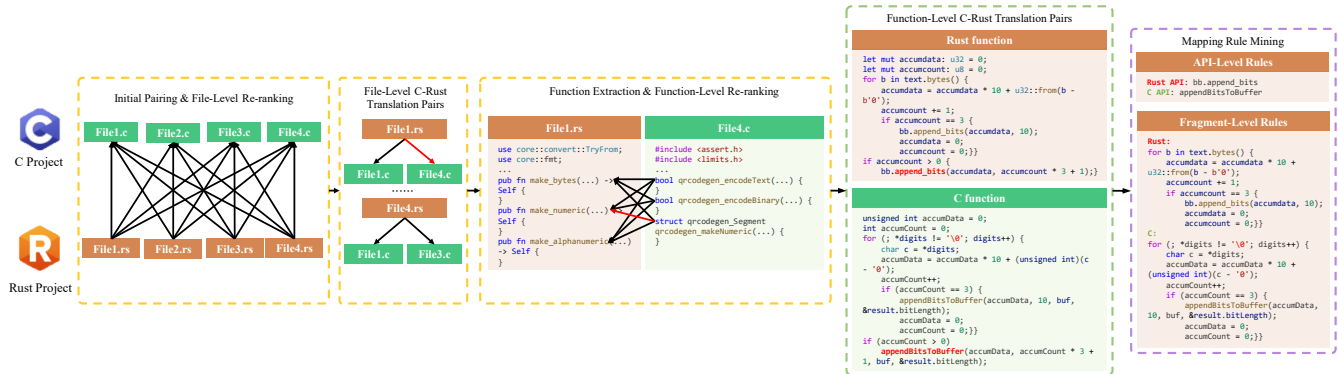 C Project
Rust Project
Initial Pairing & File-Level Re-ranking
File1.c File2.c File3.c File4.c
File1.rs File2.rs File3.rs File4.rs
File-Level C-Rust
Translation Pairs
File1.rs
File1.c File4.c
......
File4.rs
File1.c File3.c
Function Extraction & Function-Level Re-ranking
File1.rs
use core::convert::TryFrom;
use core::fmt;
...
pub fn make_bytes(...) ->
Self {
}
pub fn make_numeric(...)
Self {
}
pub fn make_alphanumeric(...)
-> Self {
}
File4.c
#include <assert.h>
#include <limits.h>
...
bool qrcodegen_encodeText(...) {
}
bool qrcodegen_encodeBinary(...) {
}
struct qrcodegen_Segment
qrcodegen_makeNumeric(...) {
}
Function-Level C-Rust Translation Pairs
Rust function
let mut accumdata: u32 = 0;
let mut accumcount: u8 = 0;
for b in text.bytes() {
accumdata = accumdata * 10 + u32::from(b -
b'0');
accumcount += 1;
if accumcount == 3 {
bb.append_bits(accumdata, 10);
accumdata = 0;
accumcount = 0;}}
if accumcount > 0 {
bb.append_bits(accumdata, accumcount * 3 + 1);}
C function
unsigned int accumData = 0;
int accumCount = 0;
for (; *digits != '\0'; digits++) {
char c = *digits;
accumData = accumData * 10 + (unsigned int)(c
- '0');
accumCount++;
if (accumCount == 3) {
appendBitsToBuffer(accumData, 10, buf,
&result.bitLength);
accumData = 0;
accumCount = 0;}}
if (accumCount > 0)
appendBitsToBuffer(accumData, accumCount * 3 +
1, buf, &result.bitLength);
Mapping Rule Mining
API-Level Rules
Rust API: bb.append_bits
C API: appendBitsToBuffer
Fragment-Level Rules
Rust:
for b in text.bytes() {
accumdata = accumdata * 10 +
u32::from(b - b'0');
accumcount += 1;
if accumcount == 3 {
bb.append_bits(accumdata, 10);
accumdata = 0;
accumcount = 0;}}
C:
for (; *digits != '\0'; digits++) {
char c = *digits;
accumData = accumData * 10 +
(unsigned int)(c - '0');
accumCount++;
if (accumCount == 3) {
appendBitsToBuffer(accumData,
10, buf, &result.bitLength);
accumData = 0;
accumCount = 0;}}